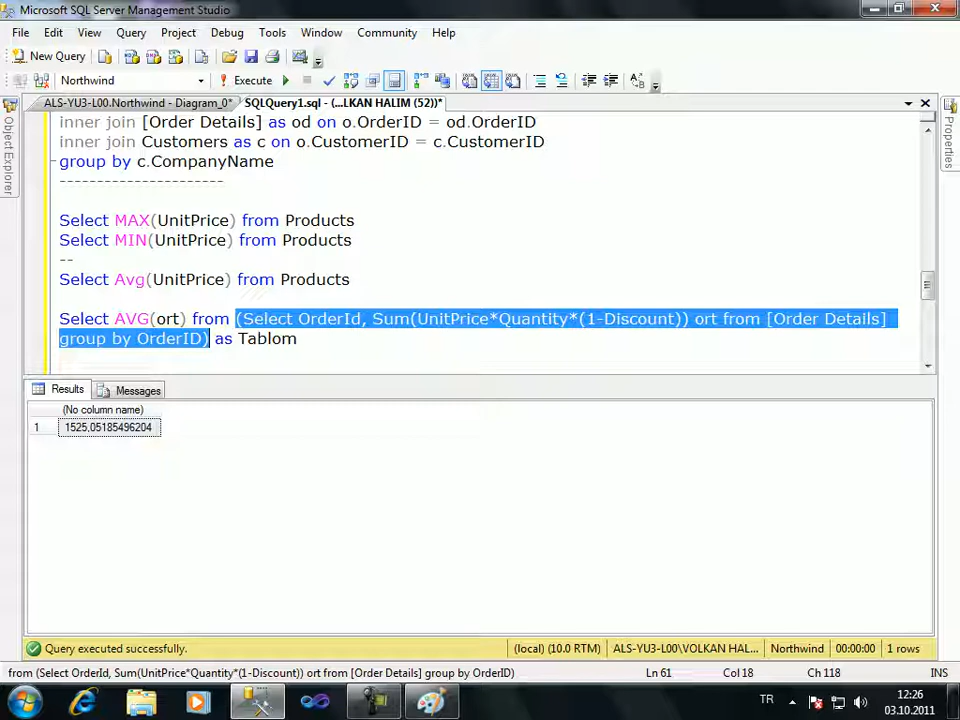 Microsoft SQL Server Management Studio
File Edit View Query Project Debug Tools Window Community Help
New Query
Northwind Execute
ALS-YU3-L00.Northwind - Diagram_0* SQLQuery1.sql - (...LKAN HALIM (52))*
Object Explorer
Properties
inner join [Order Details] as od on o.OrderID = od.OrderID
inner join Customers as c on o.CustomerID = c.CustomerID
group by c.CompanyName
----------------------
Select MAX(UnitPrice) from Products
Select MIN(UnitPrice) from Products
--
Select Avg(UnitPrice) from Products
Select AVG(ort) from (Select OrderId, Sum(UnitPrice*Quantity*(1-Discount)) ort from [Order Details]
group by OrderID) as Tablom
Results Messages
(No column name)
1 1525,05185496204
Query executed successfully. (local) (10.0 RTM) ALS-YU3-L00\VOLKAN HAL... Northwind 00:00:00 1 rows
from (Select OrderId, Sum(UnitPrice*Quantity*(1-Discount)) ort from [Order Details] group by OrderID) Ln 61 Col 18 Ch 118 INS
TR 12:26
03.10.2011